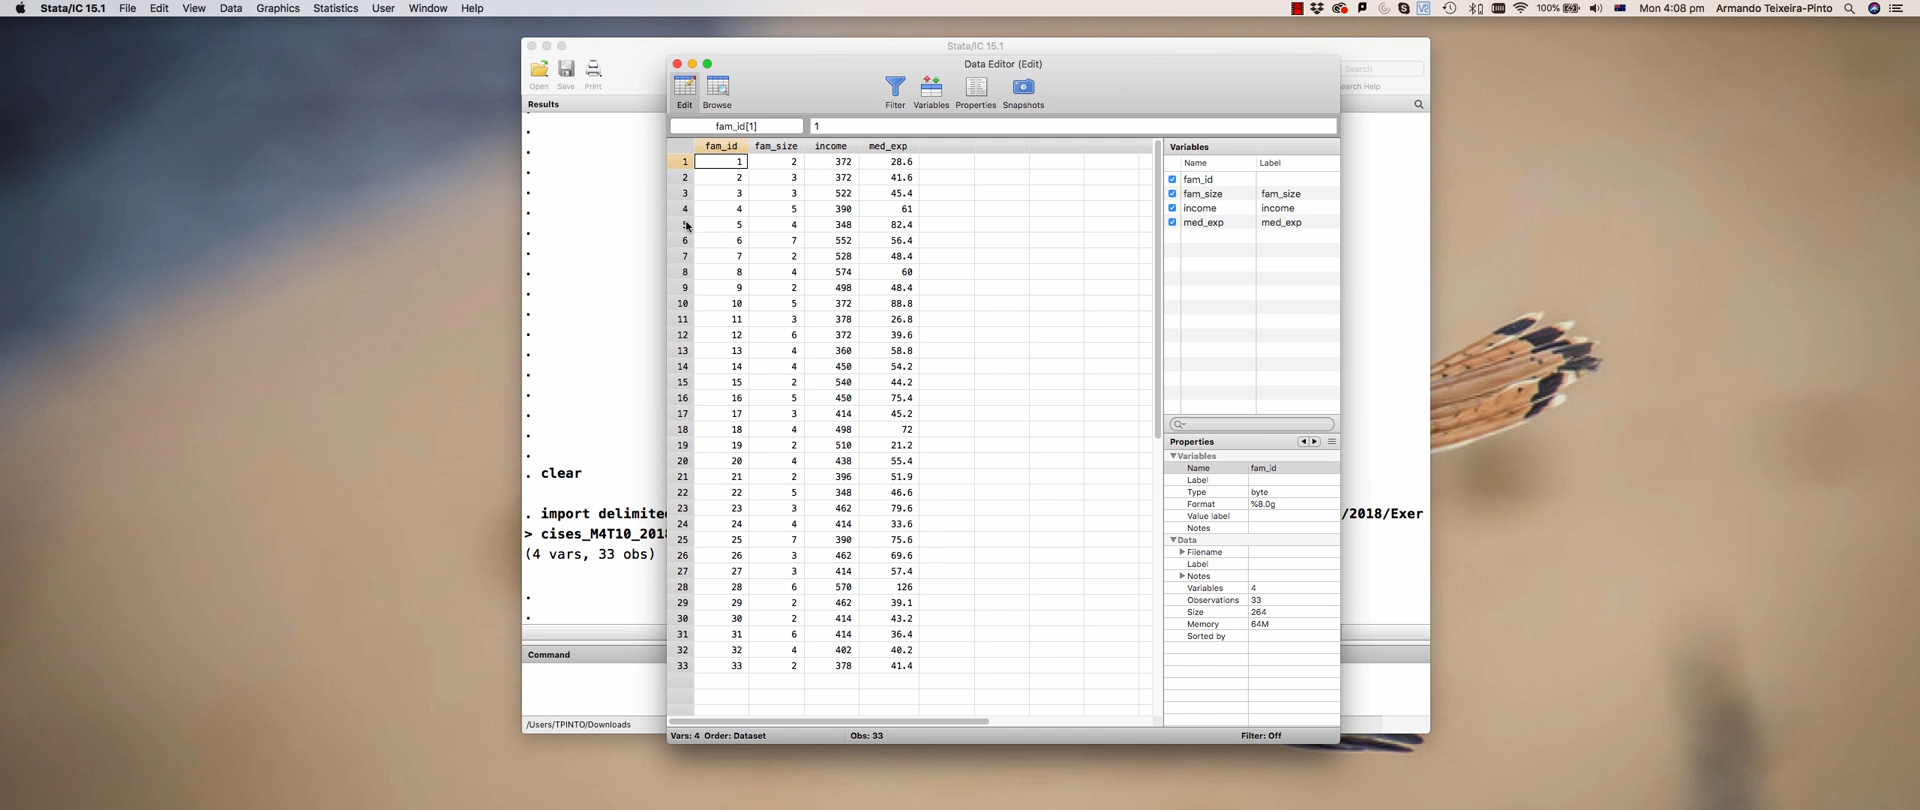 Stata/IC 15.1 File Edit View Data Graphics Statistics User Window Help 100% Mon 4:08 pm Armando Teixeira-Pinto
Stata/IC 15.1
Data Editor (Edit)
Open Save Print
Search
Search Help
Edit Browse Filter Variables Properties Snapshots
Results
fam_id[1] 1
fam_id fam_size income med_exp
1 1 2 372 28.6
2 2 3 372 41.6
3 3 3 522 45.4
4 4 5 390 61
5 5 4 348 82.4
6 6 7 552 56.4
7 7 2 528 48.4
8 8 4 574 60
9 9 2 498 48.4
10 10 5 372 88.8
11 11 3 378 26.8
12 12 6 372 39.6
13 13 4 360 58.8
14 14 4 450 54.2
15 15 2 540 44.2
16 16 5 450 75.4
17 17 3 414 45.2
18 18 4 498 72
19 19 2 510 21.2
20 20 4 438 55.4
21 21 2 396 51.9
22 22 5 348 46.6
23 23 3 462 79.6
24 24 4 414 33.6
25 25 7 390 75.6
26 26 3 462 69.6
27 27 3 414 57.4
28 28 6 570 126
29 29 2 462 39.1
30 30 2 414 43.2
31 31 6 414 36.4
32 32 4 402 40.2
33 33 2 378 41.4
Variables
Name Label
fam_id
fam_size fam_size
income income
med_exp med_exp
Properties
Variables
Name fam_id
Label
Type byte
Format %8.0g
Value label
Notes
Data
Filename
Label
Notes
Variables 4
Observations 33
Size 264
Memory 64M
Sorted by
Vars: 4 Order: Dataset Obs: 33 Filter: Off
. clear
. import delimite /2018/Exer
> cises_M4T10_201
(4 vars, 33 obs)
Command
/Users/TPINTO/Downloads